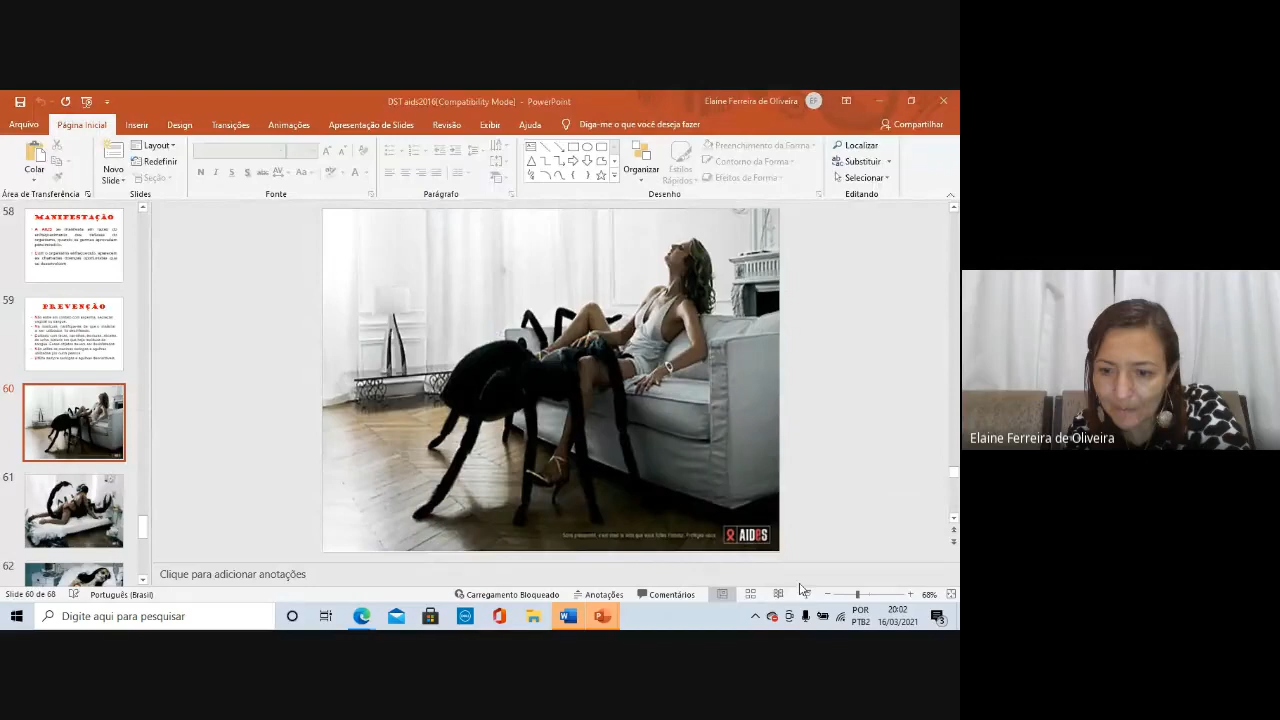 DST aids2016[Compatibility Mode] - PowerPoint
Elaine Ferreira de Oliveira
EF
Arquivo
Página Inicial
Inserir
Design
Transições
Animações
Apresentação de Slides
Revisão
Exibir
Ajuda
Diga-me o que você deseja fazer
Compartilhar
Colar
Novo
Slide
Layout
Redefinir
Seção
Organizar
Estilos
Rápidos
Preenchimento da Forma
Contorno da Forma
Efeitos de Forma
Localizar
Substituir
Selecionar
Área de Transferência
Slides
Fonte
Parágrafo
Desenho
Editando
58
MANIFESTAÇÃO
59
PREVENÇÃO
60
61
62
AIDES
Elaine Ferreira de Oliveira
Clique para adicionar anotações
Slide 60 de 68
Português (Brasil)
Carregamento Bloqueado
Anotações
Comentários
68%
Digite aqui para pesquisar
POR
PTB2
20:02
16/03/2021
3